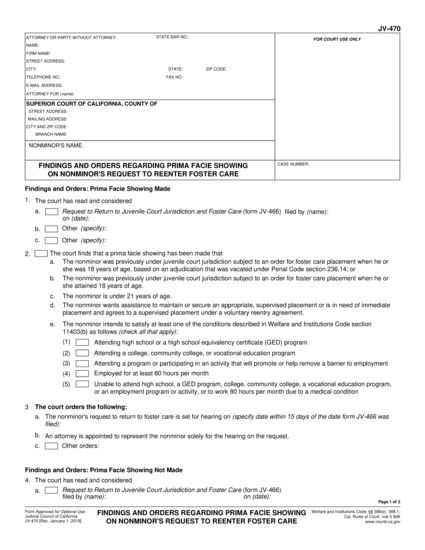 JV-470
ATTORNEY OR PARTY WITHOUT ATTORNEY: STATE BAR NO.:
FOR COURT USE ONLY
NAME:
FIRM NAME:
STREET ADDRESS:
CITY: STATE: ZIP CODE:
TELEPHONE NO.: FAX NO.:
E-MAIL ADDRESS:
ATTORNEY FOR (name):
SUPERIOR COURT OF CALIFORNIA, COUNTY OF
STREET ADDRESS:
MAILING ADDRESS:
CITY AND ZIP CODE:
BRANCH NAME:
NONMINOR'S NAME:
FINDINGS AND ORDERS REGARDING PRIMA FACIE SHOWING
ON NONMINOR'S REQUEST TO REENTER FOSTER CARE
CASE NUMBER:
Findings and Orders: Prima Facie Showing Made
1. The court has read and considered
a. Request to Return to Juvenile Court Jurisdiction and Foster Care (form JV-466) filed by (name):
on (date):
b. Other (specify):
c. Other (specify):
2. The court finds that a prima facie showing has been made that
a. The nonminor was previously under juvenile court jurisdiction subject to an order for foster care placement when he or
she was 18 years of age, based on an adjudication that was vacated under Penal Code section 236.14; or
b. The nonminor was previously under juvenile court jurisdiction subject to an order for foster care placement when he or
she attained 18 years of age.
c. The nonminor is under 21 years of age.
d. The nonminor wants assistance to maintain or secure an appropriate, supervised placement or is in need of immediate
placement and agrees to a supervised placement under a voluntary reentry agreement.
e. The nonminor intends to satisfy at least one of the conditions described in Welfare and Institutions Code section
11403(b) as follows (check all that apply):
(1) Attending high school or a high school equivalency certificate (GED) program
(2) Attending a college, community college, or vocational education program
(3) Attending a program or participating in an activity that will promote or help remove a barrier to employment
(4) Employed for at least 80 hours per month
(5) Unable to attend high school, a GED program, college, community college, a vocational education program,
or an employment program or activity, or to work 80 hours per month due to a medical condition
3 The court orders the following:
a. The nonminor's request to return to foster care is set for hearing on (specify date within 15 days of the date form JV-466 was
filed):
b. An attorney is appointed to represent the nonminor solely for the hearing on the request.
c. Other orders:
Findings and Orders: Prima Facie Showing Not Made
4. The court has read and considered
a. Request to Return to Juvenile Court Jurisdiction and Foster Care (form JV-466)
filed by (name): on (date):
Page 1 of 2
Form Approved for Optional Use
Judicial Council of California
JV-470 [Rev. January 1, 2019]
FINDINGS AND ORDERS REGARDING PRIMA FACIE SHOWING
ON NONMINOR'S REQUEST TO REENTER FOSTER CARE
Welfare and Institutions Code, §§ 388(e), 388.1;
Cal. Rules of Court, rule 5.906
www.courts.ca.gov